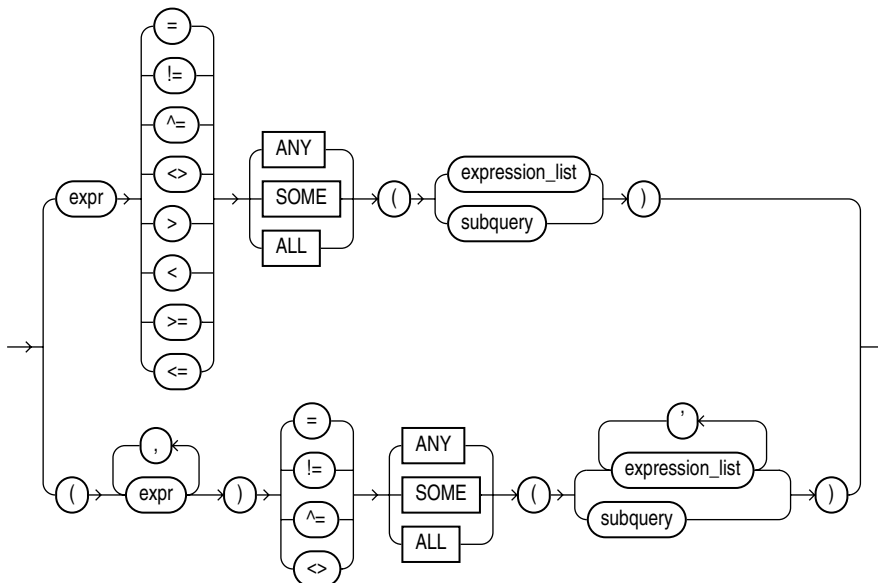 =
!=
^=
<>
expr
>
<
>=
<=
ANY
SOME
ALL
(
expression_list
subquery
)
(
,
expr
)
=
!=
^=
<>
ANY
SOME
ALL
(
,
expression_list
subquery
)